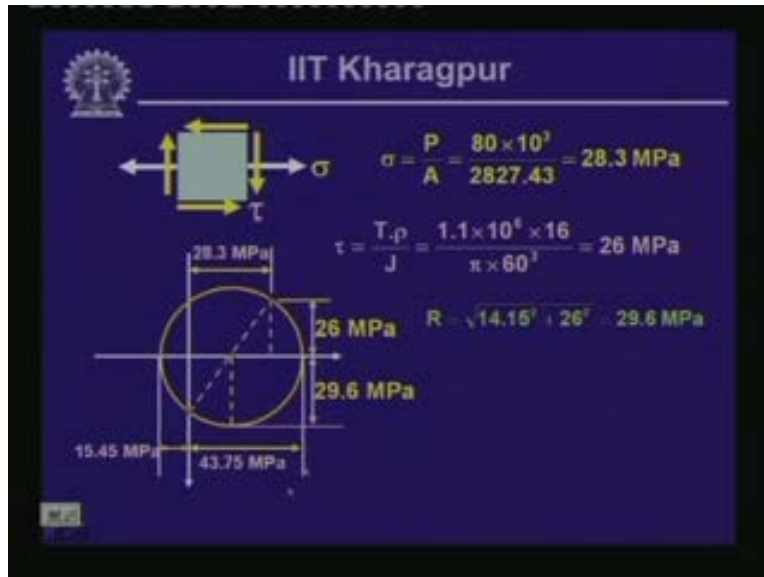 IIT Kharagpur
σ
τ
σ = P/A = 80×10³/2827.43 = 28.3 MPa
τ = T.ρ/J = 1.1×10⁶×16/π×60³ = 26 MPa
28.3 MPa
26 MPa
R = √14.15² + 26² = 29.6 MPa
29.6 MPa
15.45 MPa
43.75 MPa